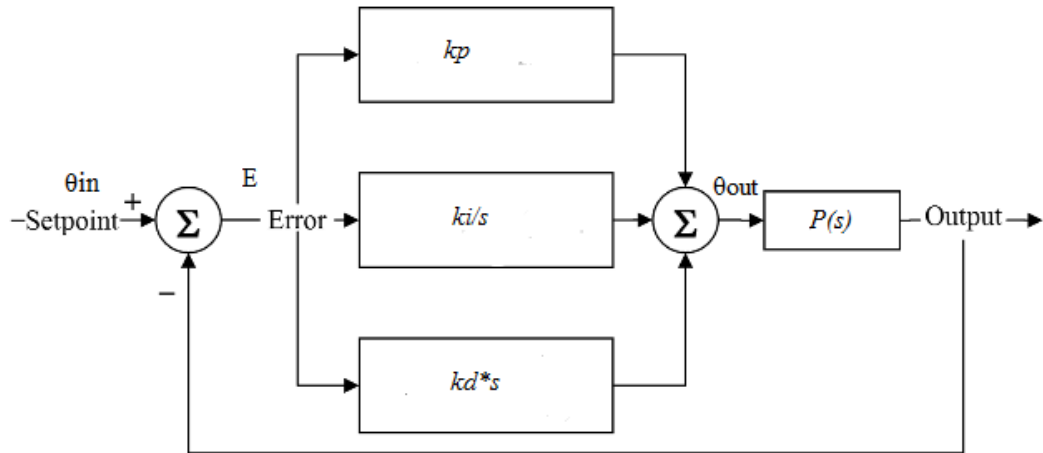 kp
θin
E
θout
+
–Setpoint
Σ
Error
ki/s
Σ
P(s)
Output
–
kd*s